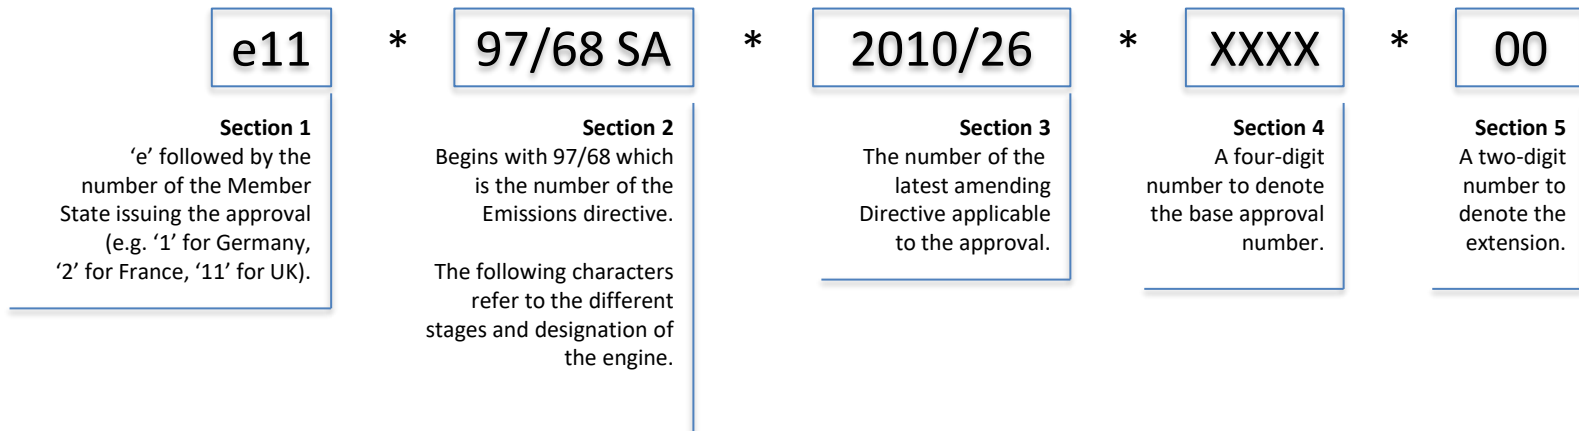 e11 * 97/68 SA * 2010/26 * XXXX * 00
Section 1
‘e’ followed by the
number of the Member
State issuing the approval
(e.g. ‘1’ for Germany,
‘2’ for France, ‘11’ for UK).
Section 2
Begins with 97/68 which
is the number of the
Emissions directive.
The following characters
refer to the different
stages and designation of
the engine.
Section 3
The number of the
latest amending
Directive applicable
to the approval.
Section 4
A four-digit
number to denote
the base approval
number.
Section 5
A two-digit
number to
denote the
extension.